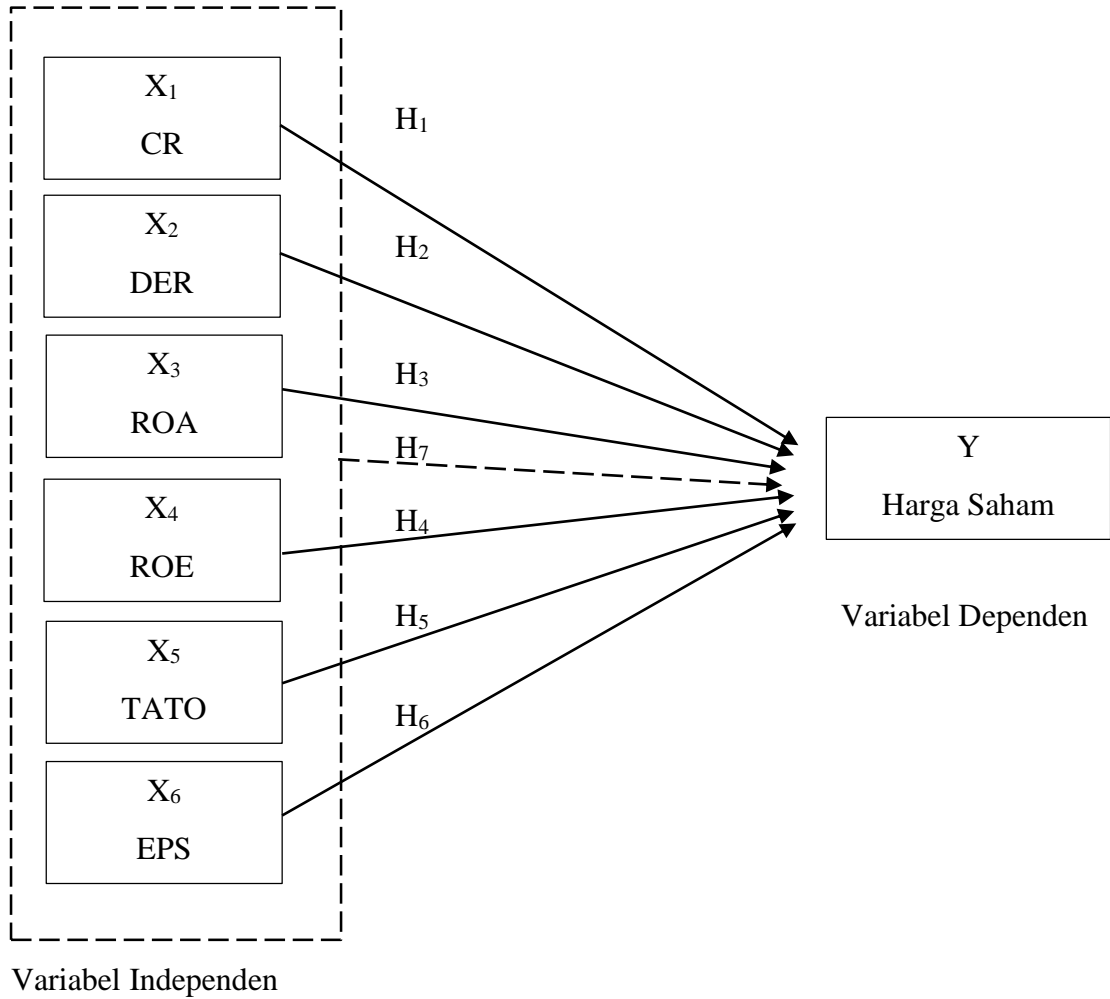 X₁
CR
X₂
DER
X₃
ROA
X₄
ROE
X₅
TATO
X₆
EPS
Variabel Independen
H₁
H₂
H₃
H₇
H₄
H₅
H₆
Y
Harga Saham
Variabel Dependen